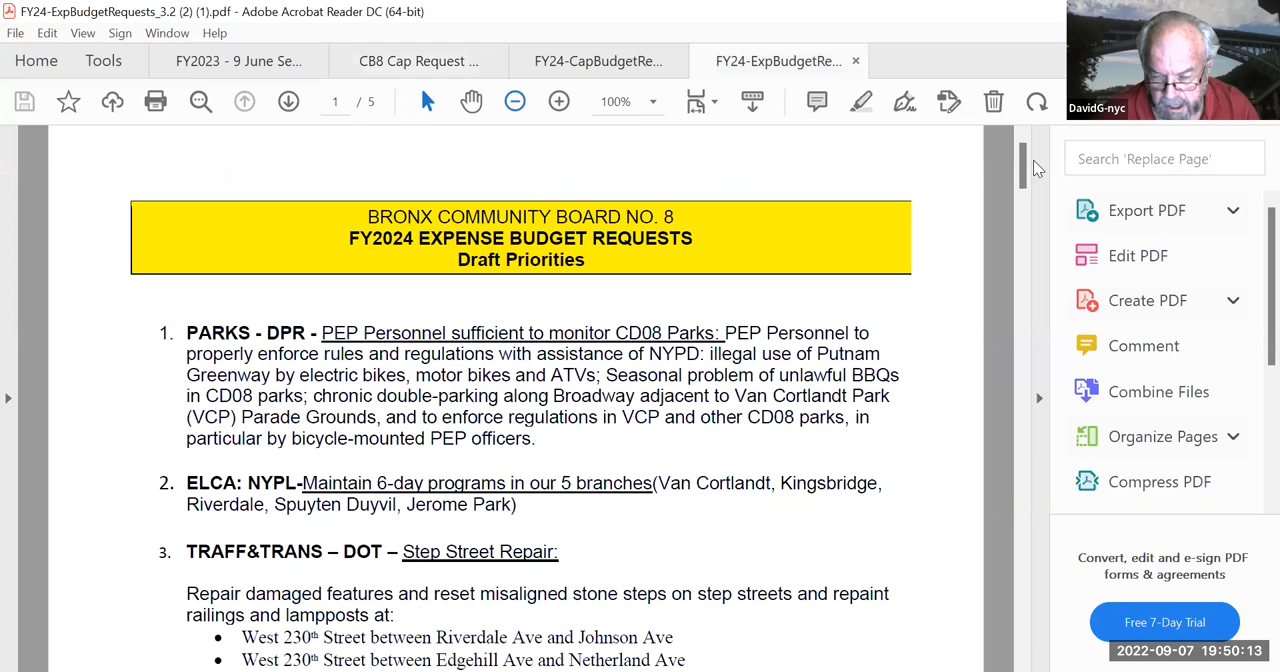 FY24-ExpBudgetRequests_3.2 (2) (1).pdf - Adobe Acrobat Reader DC (64-bit)
File Edit View Sign Window Help
Home Tools FY2023 - 9 June Se... CB8 Cap Request ... FY24-CapBudgetRe... FY24-ExpBudgetRe... ×
1 / 5 100%
DavidG-nyc
Search 'Replace Page'
Export PDF
Edit PDF
Create PDF
Comment
Combine Files
Organize Pages
Compress PDF
Convert, edit and e-sign PDF
forms & agreements
Free 7-Day Trial
2022-09-07 19:50:13
BRONX COMMUNITY BOARD NO. 8
FY2024 EXPENSE BUDGET REQUESTS
Draft Priorities
1. PARKS - DPR - PEP Personnel sufficient to monitor CD08 Parks: PEP Personnel to
properly enforce rules and regulations with assistance of NYPD: illegal use of Putnam
Greenway by electric bikes, motor bikes and ATVs; Seasonal problem of unlawful BBQs
in CD08 parks; chronic double-parking along Broadway adjacent to Van Cortlandt Park
(VCP) Parade Grounds, and to enforce regulations in VCP and other CD08 parks, in
particular by bicycle-mounted PEP officers.
2. ELCA: NYPL-Maintain 6-day programs in our 5 branches(Van Cortlandt, Kingsbridge,
Riverdale, Spuyten Duyvil, Jerome Park)
3. TRAFF&TRANS – DOT – Step Street Repair:
Repair damaged features and reset misaligned stone steps on step streets and repaint
railings and lampposts at:
• West 230th Street between Riverdale Ave and Johnson Ave
• West 230th Street between Edgehill Ave and Netherland Ave